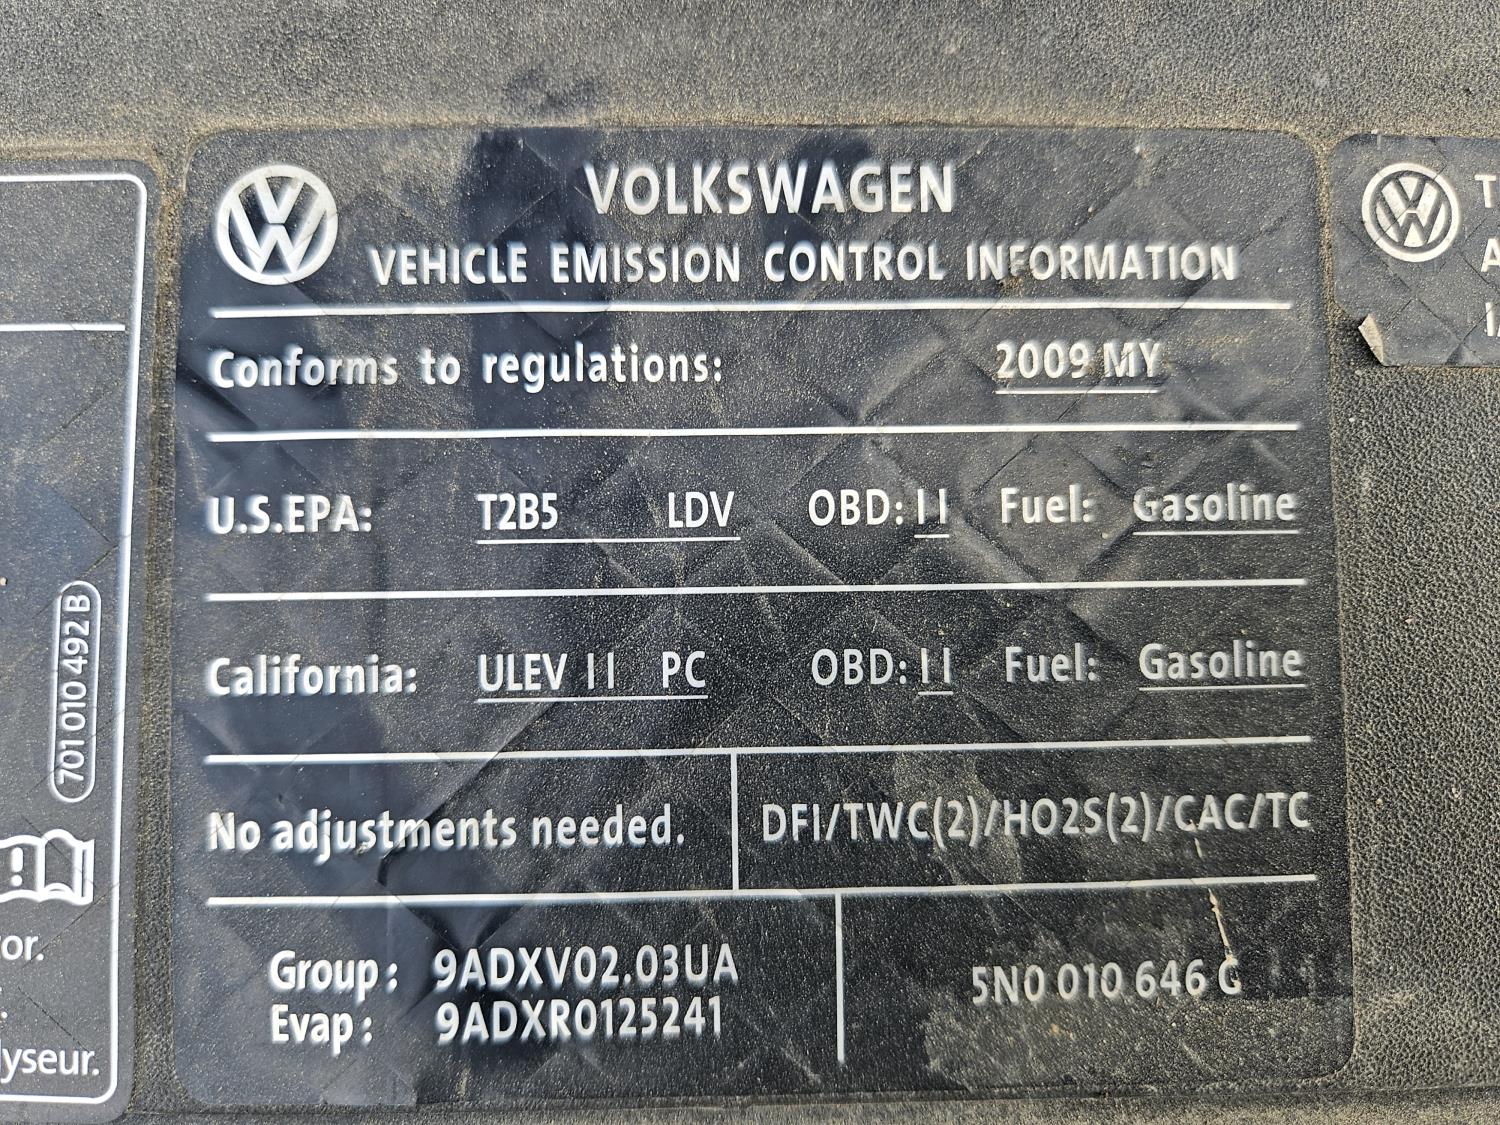 VOLKSWAGEN
VEHICLE EMISSION CONTROL INFORMATION
Conforms to regulations: 2009 MY
U.S.EPA: T2B5 LDV OBD: II Fuel: Gasoline
California: ULEV II PC OBD: II Fuel: Gasoline
No adjustments needed. DFI/TWC(2)/HO2S(2)/CAC/TC
Group: 9ADXV02.03UA
Evap: 9ADXR0125241
5N0 010 646 G
701 010 492 B
or.
lyseur.
T
A